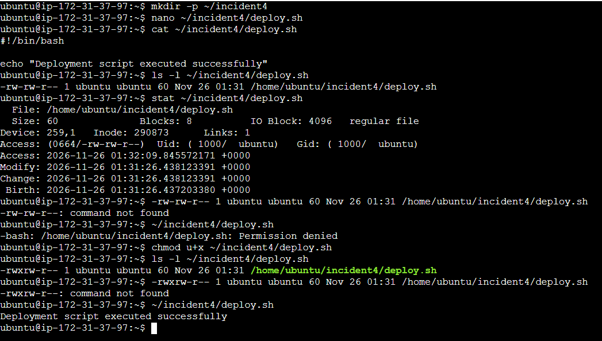 ubuntu@ip-172-31-37-97:~$ mkdir -p ~/incident4
ubuntu@ip-172-31-37-97:~$ nano ~/incident4/deploy.sh
ubuntu@ip-172-31-37-97:~$ cat ~/incident4/deploy.sh
#!/bin/bash

echo "Deployment script executed successfully"
ubuntu@ip-172-31-37-97:~$ ls -l ~/incident4/deploy.sh
-rw-rw-r-- 1 ubuntu ubuntu 60 Nov 26 01:31 /home/ubuntu/incident4/deploy.sh
ubuntu@ip-172-31-37-97:~$ stat ~/incident4/deploy.sh
  File: /home/ubuntu/incident4/deploy.sh
  Size: 60              Blocks: 8          IO Block: 4096   regular file
Device: 259,1   Inode: 290873      Links: 1
Access: (0664/-rw-rw-r--)  Uid: ( 1000/  ubuntu)   Gid: ( 1000/  ubuntu)
Access: 2026-11-26 01:32:09.845572171 +0000
Modify: 2026-11-26 01:31:26.438123391 +0000
Change: 2026-11-26 01:31:26.438123391 +0000
 Birth: 2026-11-26 01:31:26.437203380 +0000
ubuntu@ip-172-31-37-97:~$ -rw-rw-r-- 1 ubuntu ubuntu 60 Nov 26 01:31 /home/ubuntu/incident4/deploy.sh
-rw-rw-r--: command not found
ubuntu@ip-172-31-37-97:~$ ~/incident4/deploy.sh
-bash: /home/ubuntu/incident4/deploy.sh: Permission denied
ubuntu@ip-172-31-37-97:~$ chmod u+x ~/incident4/deploy.sh
ubuntu@ip-172-31-37-97:~$ ls -l ~/incident4/deploy.sh
-rwxrw-r-- 1 ubuntu ubuntu 60 Nov 26 01:31 /home/ubuntu/incident4/deploy.sh
ubuntu@ip-172-31-37-97:~$ -rwxrw-r-- 1 ubuntu ubuntu 60 Nov 26 01:31 /home/ubuntu/incident4/deploy.sh
-rwxrw-r--: command not found
ubuntu@ip-172-31-37-97:~$ ~/incident4/deploy.sh
Deployment script executed successfully
ubuntu@ip-172-31-37-97:~$